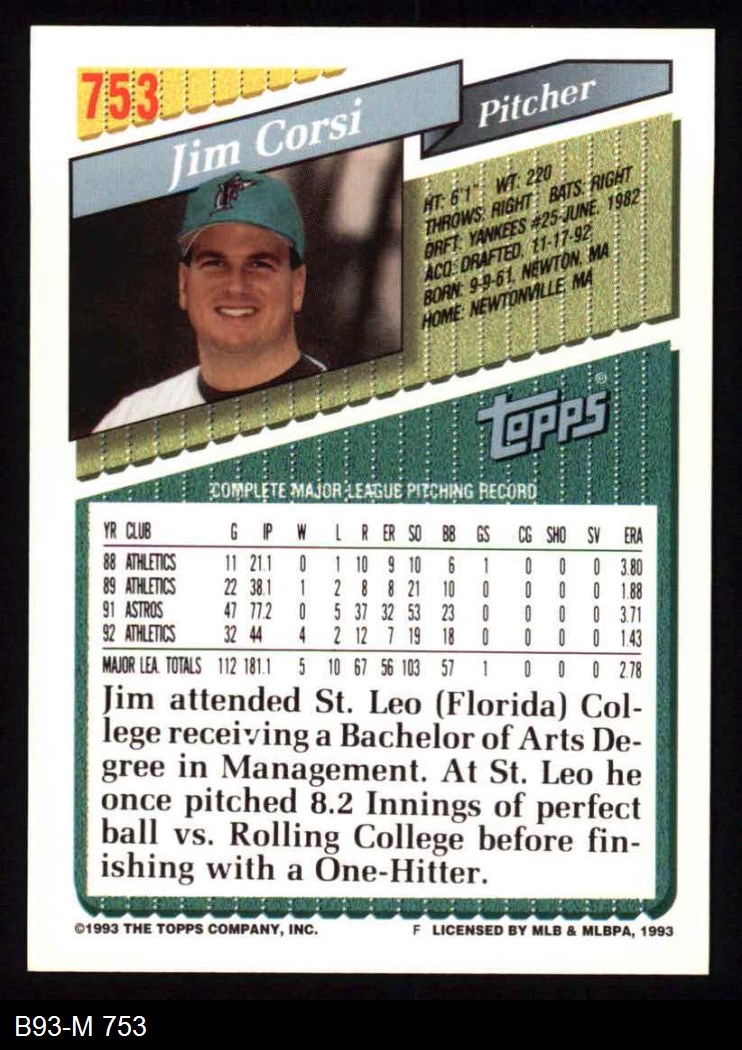 753
Jim Corsi
Pitcher
HT: 6'1" WT: 220
THROWS: RIGHT BATS: RIGHT
DRFT: YANKEES #25-JUNE, 1982
ACQ: DRAFTED, 11-17-92
BORN: 9-9-61, NEWTON, MA
HOME: NEWTONVILLE, MA
TOPPS®
COMPLETE MAJOR LEAGUE PITCHING RECORD
YR CLUB G IP W L R ER SO BB GS CG SHO SV ERA
88 ATHLETICS 11 21.1 0 1 10 9 10 6 1 0 0 0 3.80
89 ATHLETICS 22 38.1 1 2 8 8 21 10 0 0 0 0 1.88
91 ASTROS 47 77.2 0 5 37 32 53 23 0 0 0 0 3.71
92 ATHLETICS 32 44 4 2 12 7 19 18 0 0 0 0 1.43
MAJOR LEA. TOTALS 112 181.1 5 10 67 56 103 57 1 0 0 0 2.78
Jim attended St. Leo (Florida) Col-
lege receiving a Bachelor of Arts De-
gree in Management. At St. Leo he
once pitched 8.2 Innings of perfect
ball vs. Rolling College before fin-
ishing with a One-Hitter.
©1993 THE TOPPS COMPANY, INC. F LICENSED BY MLB & MLBPA, 1993
B93-M 753